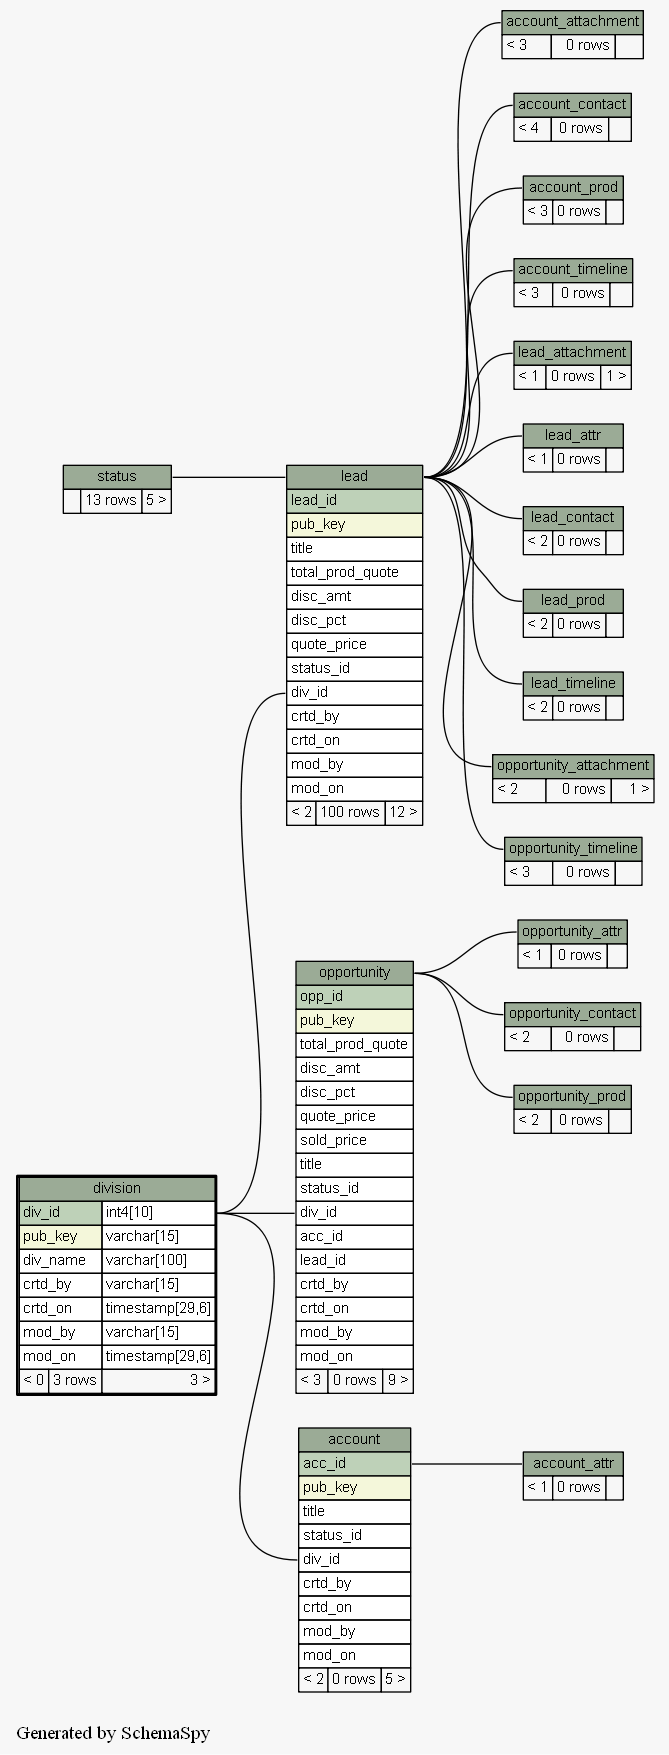 account_attachment
< 3 0 rows
account_contact
< 4 0 rows
account_prod
< 3 0 rows
account_timeline
< 3 0 rows
lead_attachment
< 1 0 rows 1 >
lead_attr
< 1 0 rows
lead_contact
< 2 0 rows
lead_prod
< 2 0 rows
lead_timeline
< 2 0 rows
opportunity_attachment
< 2 0 rows 1 >
opportunity_timeline
< 3 0 rows
status
13 rows 5 >
lead
lead_id
pub_key
title
total_prod_quote
disc_amt
disc_pct
quote_price
status_id
div_id
crtd_by
crtd_on
mod_by
mod_on
< 2 100 rows 12 >
opportunity_attr
< 1 0 rows
opportunity_contact
< 2 0 rows
opportunity_prod
< 2 0 rows
opportunity
opp_id
pub_key
total_prod_quote
disc_amt
disc_pct
quote_price
sold_price
title
status_id
div_id
acc_id
lead_id
crtd_by
crtd_on
mod_by
mod_on
< 3 0 rows 9 >
division
div_id int4[10]
pub_key varchar[15]
div_name varchar[100]
crtd_by varchar[15]
crtd_on timestamp[29,6]
mod_by varchar[15]
mod_on timestamp[29,6]
< 0 3 rows 3 >
account
acc_id
pub_key
title
status_id
div_id
crtd_by
crtd_on
mod_by
mod_on
< 2 0 rows 5 >
account_attr
< 1 0 rows
Generated by SchemaSpy